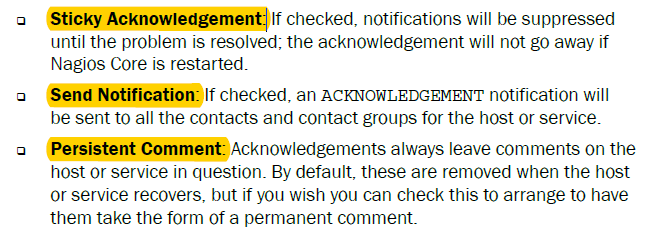 Sticky Acknowledgement: If checked, notifications will be suppressed
until the problem is resolved; the acknowledgement will not go away if
Nagios Core is restarted.
Send Notification: If checked, an ACKNOWLEDGEMENT notification will
be sent to all the contacts and contact groups for the host or service.
Persistent Comment: Acknowledgements always leave comments on the
host or service in question. By default, these are removed when the host
or service recovers, but if you wish you can check this to arrange to have
them take the form of a permanent comment.